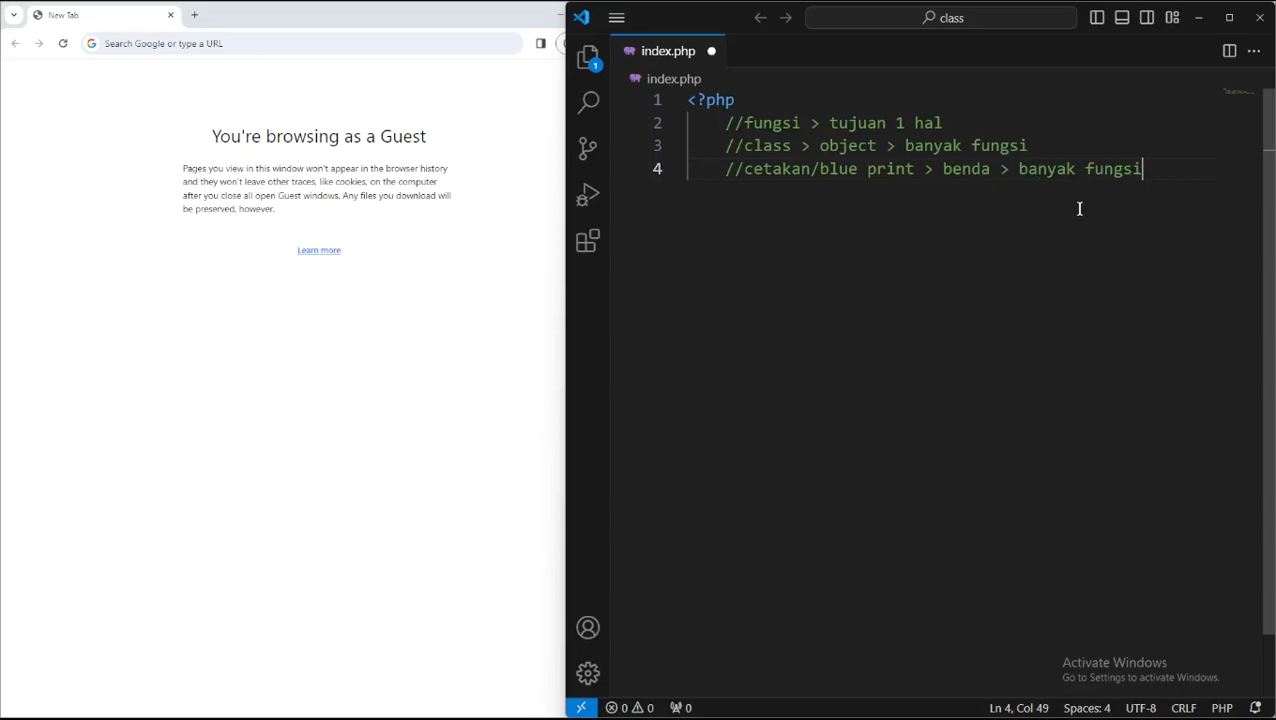 New Tab
Search Google or type a URL
You're browsing as a Guest
Pages you view in this window won't appear in the browser history
and they won't leave other traces, like cookies, on the computer
after you close all open Guest windows. Any files you download will
be preserved, however.
Learn more
class
index.php
index.php
1 <?php
2 //fungsi > tujuan 1 hal
3 //class > object > banyak fungsi
4 //cetakan/blue print > benda > banyak fungsi
1
Activate Windows
Go to Settings to activate Windows.
0 0 0
Ln 4, Col 49 Spaces: 4 UTF-8 CRLF PHP